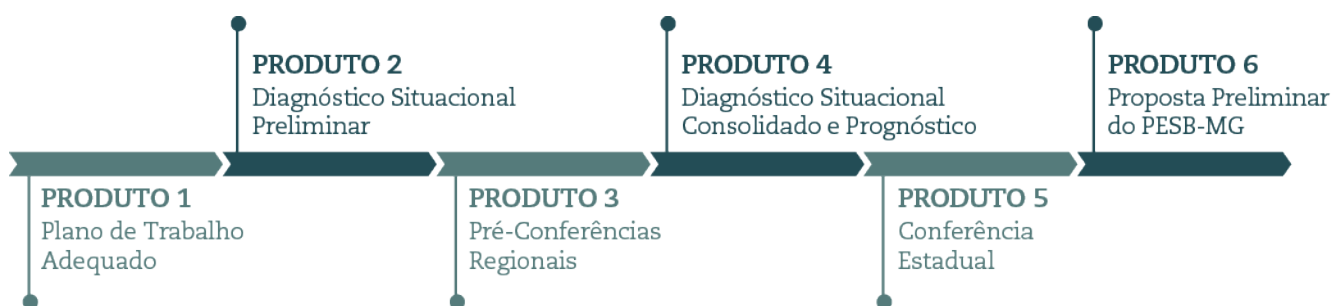 PRODUTO 1
Plano de Trabalho
Adequado
PRODUTO 2
Diagnóstico Situacional
Preliminar
PRODUTO 3
Pré-Conferências
Regionais
PRODUTO 4
Diagnóstico Situacional
Consolidado e Prognóstico
PRODUTO 5
Conferência
Estadual
PRODUTO 6
Proposta Preliminar
do PESB-MG